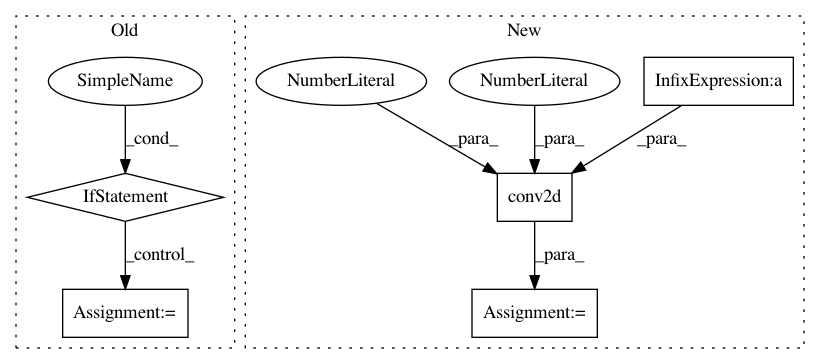 Old
New
SimpleName
NumberLiteral
NumberLiteral
InfixExpression:a
_cond_
_para_
_para_
_para_
IfStatement
conv2d
_control_
_para_
Assignment:=
Assignment:=